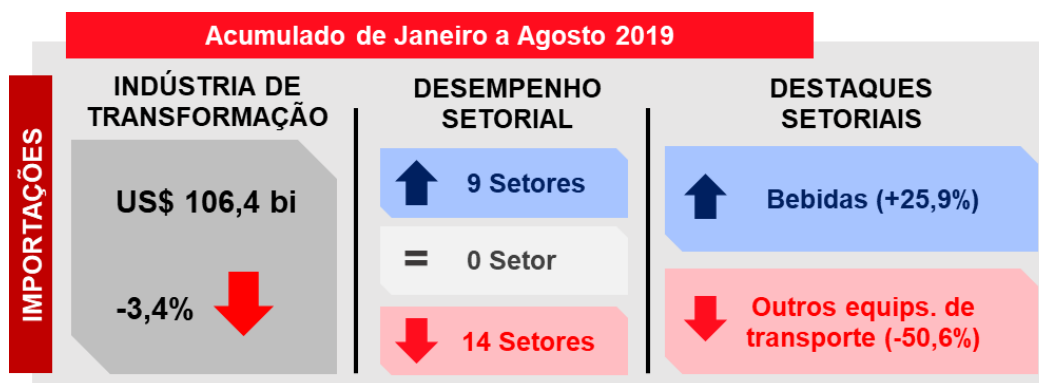 Acumulado de Janeiro a Agosto 2019
IMPORTAÇÕES
INDÚSTRIA DE
TRANSFORMAÇÃO
US$ 106,4 bi
-3,4%
DESEMPENHO
SETORIAL
9 Setores
= 0 Setor
14 Setores
DESTAQUES
SETORIAIS
Bebidas (+25,9%)
Outros equips. de
transporte (-50,6%)